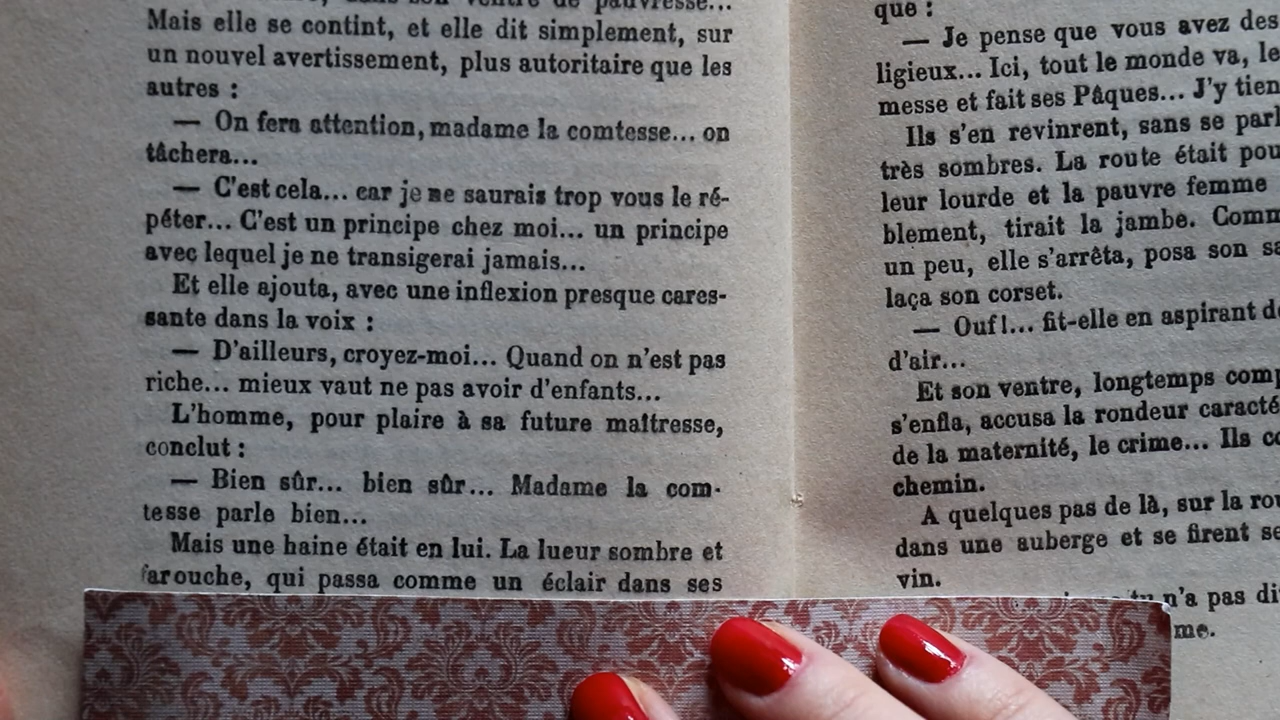 dans son ventre de pauvresse...
Mais elle se contint, et elle dit simplement, sur
un nouvel avertissement, plus autoritaire que les
autres :
— On fera attention, madame la comtesse... on
tâchera...
— C'est cela... car je ne saurais trop vous le ré-
péter... C'est un principe chez moi... un principe
avec lequel je ne transigerai jamais...
Et elle ajouta, avec une inflexion presque cares-
sante dans la voix :
— D'ailleurs, croyez-moi... Quand on n'est pas
riche... mieux vaut ne pas avoir d'enfants...
L'homme, pour plaire à sa future maîtresse,
conclut :
— Bien sûr... bien sûr... Madame la com-
tesse parle bien...
Mais une haine était en lui. La lueur sombre et
farouche, qui passa comme un éclair dans ses
que :
— Je pense que vous avez des
ligieux... Ici, tout le monde va, le
messe et fait ses Pâques... J'y tien
Ils s'en revinrent, sans se parl
très sombres. La route était pou
leur lourde et la pauvre femme
blement, tirait la jambe. Comm
un peu, elle s'arrêta, posa son sa
laça son corset.
— Ouf!... fit-elle en aspirant de
d'air...
Et son ventre, longtemps comp
s'enfla, accusa la rondeur caracté
de la maternité, le crime... Ils co
chemin.
A quelques pas de là, sur la rou
dans une auberge et se firent se
vin.
tu n'a pas di
me.